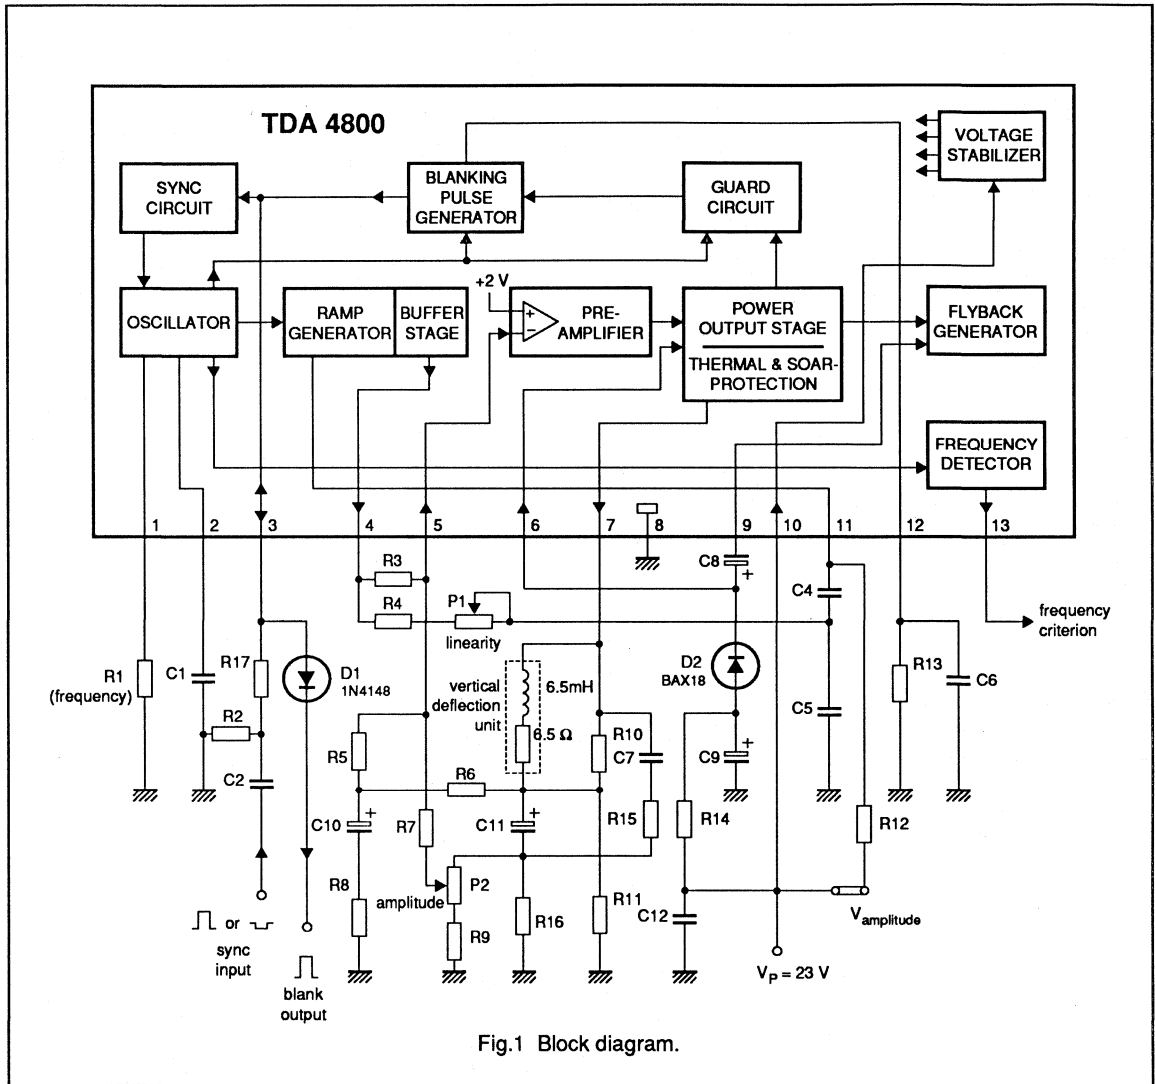 TDA 4800
VOLTAGE
STABILIZER
SYNC
CIRCUIT
BLANKING
PULSE
GENERATOR
GUARD
CIRCUIT
+2 V
OSCILLATOR
RAMP
GENERATOR
BUFFER
STAGE
+
−
PRE-
AMPLIFIER
POWER
OUTPUT STAGE
THERMAL & SOAR-
PROTECTION
FLYBACK
GENERATOR
FREQUENCY
DETECTOR
1 2 3 4 5 6 7 8 9 10 11 12 13
R3
C8
+
C4
R4
P1
linearity
frequency
criterion
R1
(frequency)
C1
R17
D1
1N4148
vertical
deflection
unit
6.5mH
6.5 Ω
D2
BAX18
R13
C6
R2
R5
R10
C7
C9
+
C5
C2
R6
C10
+
R7
C11
+
R15
R14
R12
R8
amplitude
P2
R16
R11
C12
V amplitude
R9
or
sync
input
blank
output
VP = 23 V
Fig.1 Block diagram.